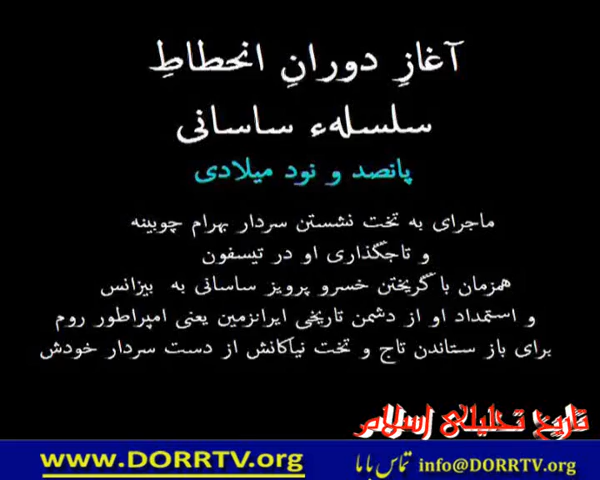 آغازِ دورانِ انحطاطِ
سلسلهء ساسانی
پانصد و نود میلادی
ماجرای به تخت نشستن سردار بهرام چوبینه
و تاجگذاری او در تیسفون
همزمان با گریختن خسرو پرویز ساسانی به بیزانس
و استمداد او از دشمن تاریخی ایرانزمین یعنی امپراطور روم
برای باز ستاندن تاج و تخت نیاکانش از دست سردار خودش
تاریخ تحلیلی اسلام
www.DORRTV.org تماس با ما info@DORRTV.org